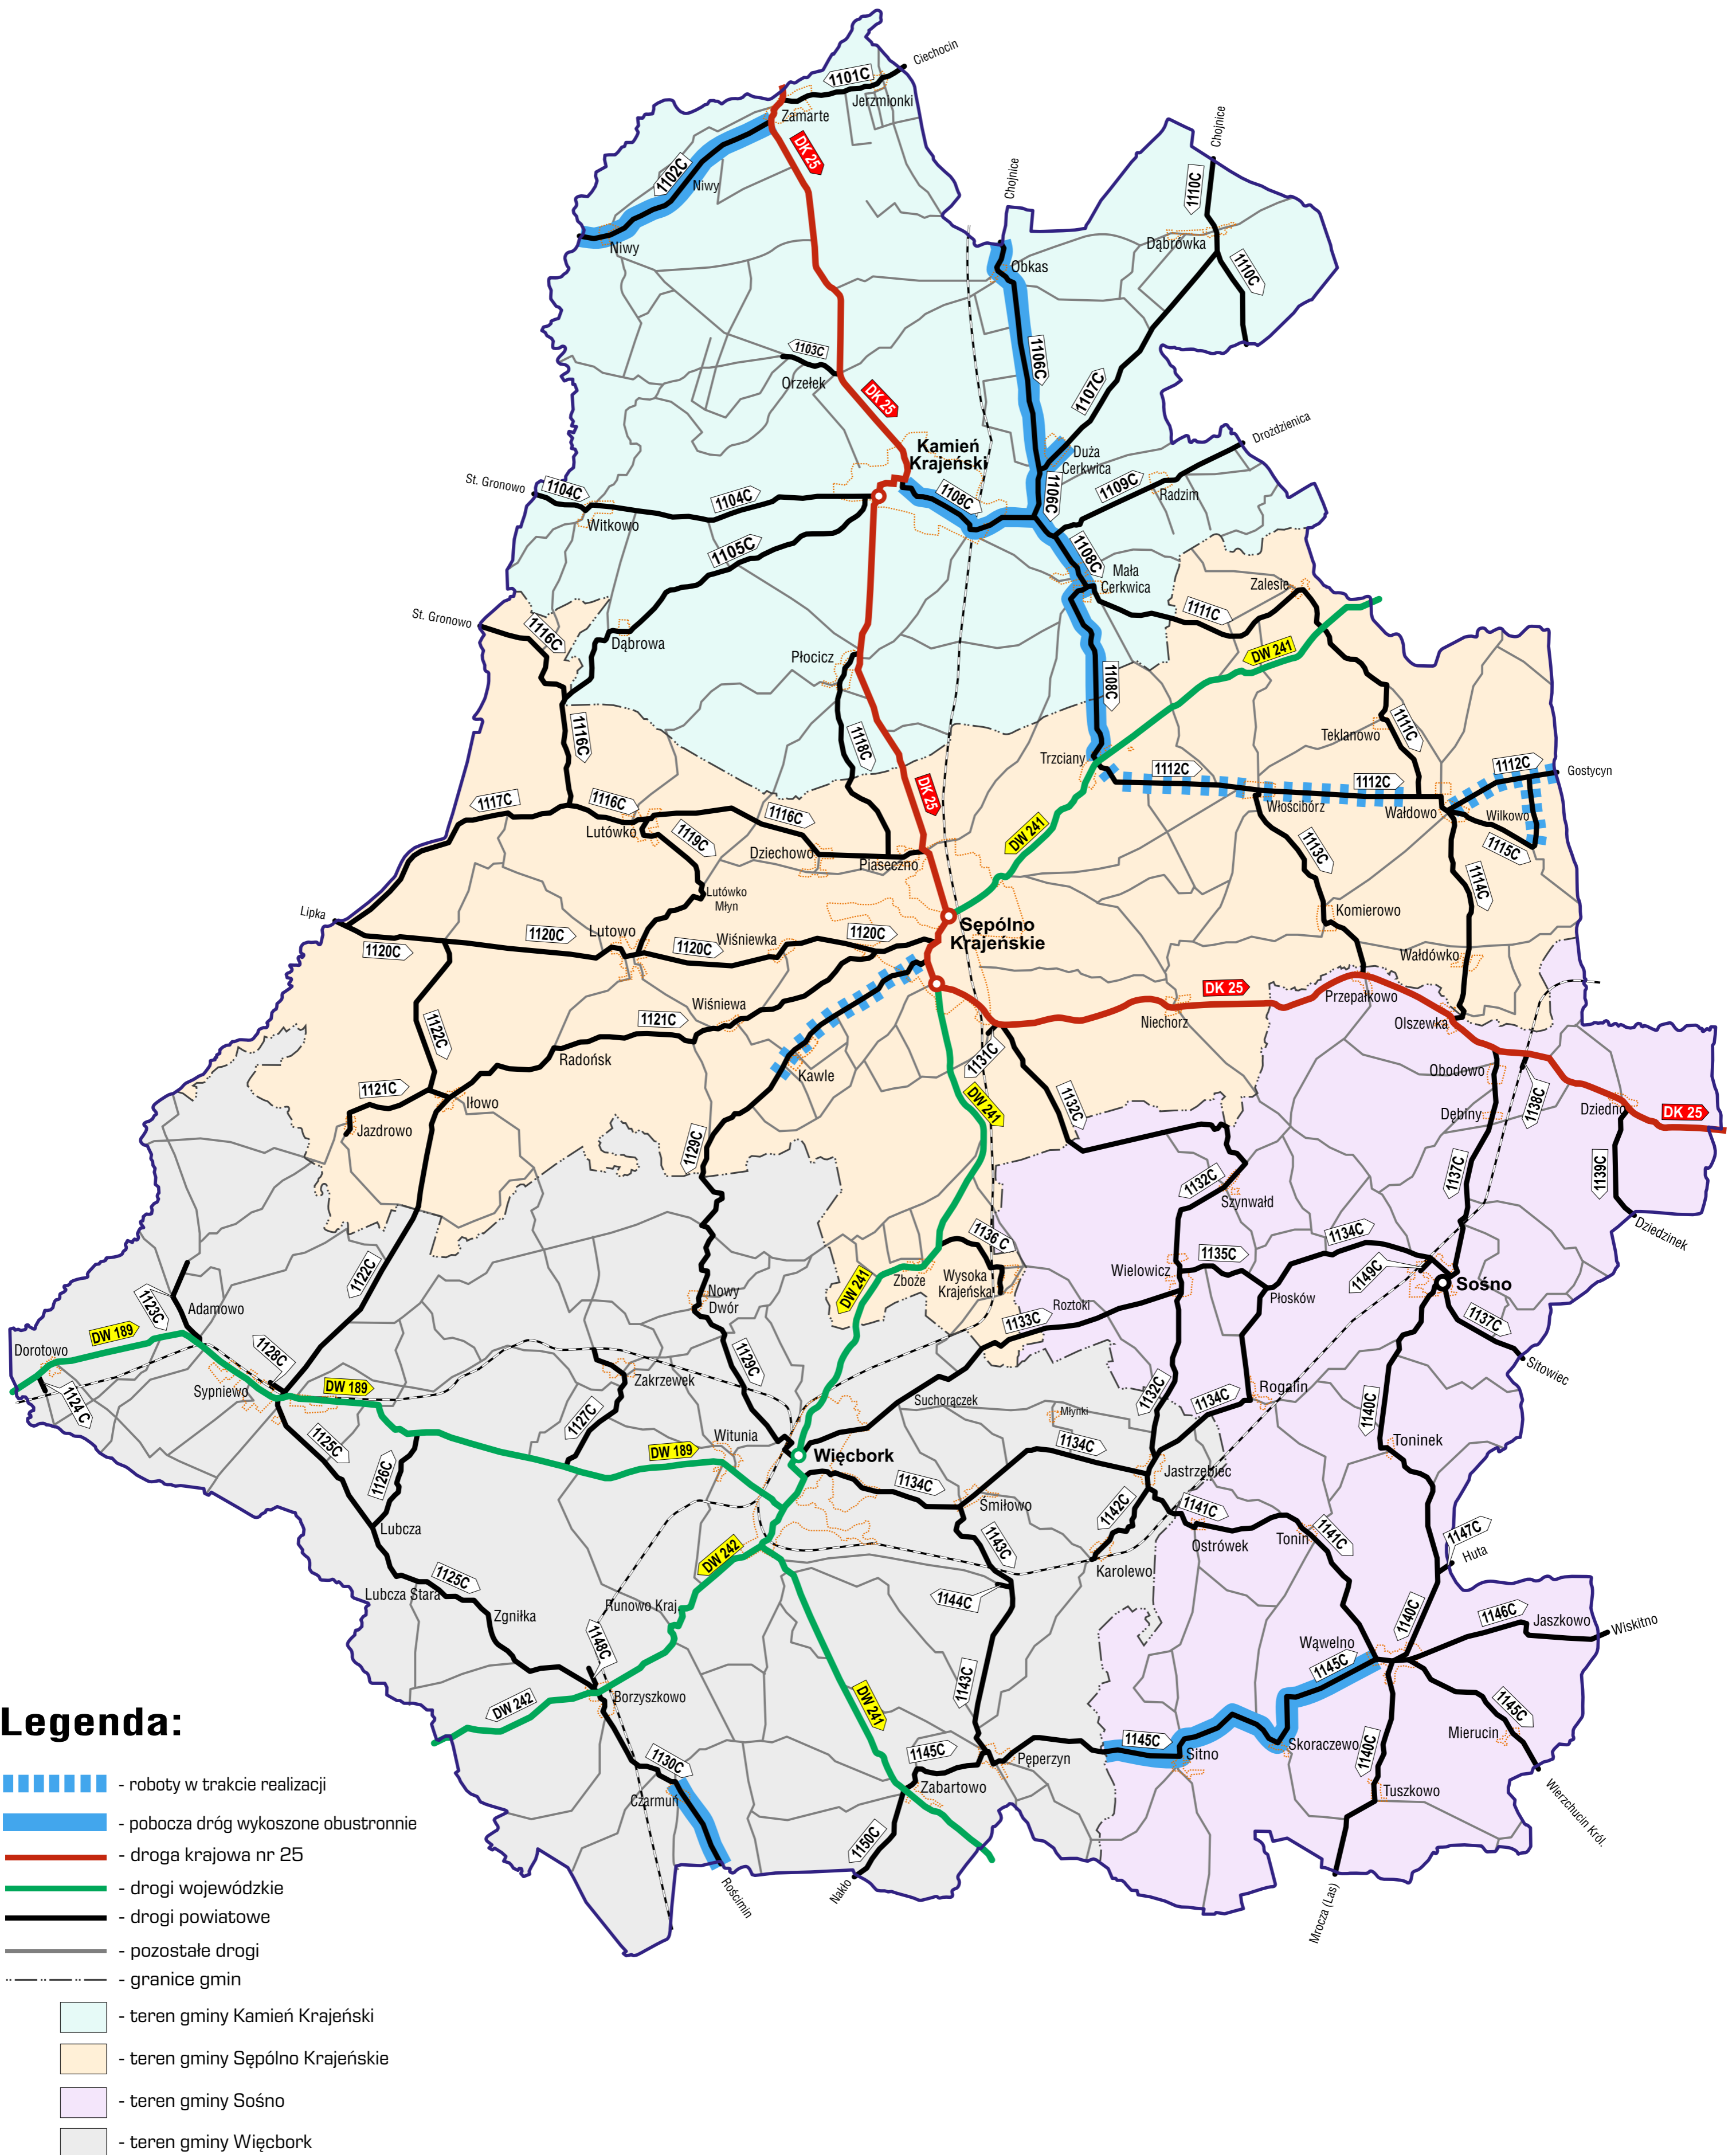 Ciechocin
1101C
Jerzmionki
Zamarte
DK 25
1102C
Niwy
Niwy
Chojnice
Chojnice
1110C
Dąbrówka
1110C
Obkas
1106C
1107C
1103C
Orzełek
DK 25
Kamień
Krajeński
Duża
Cerkwica
Drożdzienica
1109C
Radzim
1106C
1108C
St. Gronowo
1104C
1104C
Witkowo
1105C
1108C
Mała
Cerkwica
Zalesie
1111C
DW 241
St. Gronowo
1116C
Dąbrowa
Płocicz
1108C
1116C
1118C
Teklanowo
1111C
Trzciany
1112C
1112C
1112C
Gostycyn
DK 25
1117C
1116C
1116C
Lutówko
1119C
Dziechowo
Piaseczno
DW 241
Włościbórz
Wałdowo
Wilkowo
1115C
1113C
1114C
Lutówko
Młyn
Komierowo
Lipka
1120C
1120C
Lutowo
1120C
Wiśniewka
1120C
Sępólno
Krajeńskie
Wałdówko
Przepałkowo
DK 25
Niechorz
Olszewka
Wiśniewa
1121C
1122C
Radońsk
Kawle
1131C
1132C
DW 241
Obodowo
1138C
Dębiny
Dziedno
DK 25
1121C
Iłowo
Jazdrowo
1129C
1132C
Szynwałd
1137C
1139C
Dziedzinek
1136 C
1134C
1135C
Wielowicz
Płosków
1149C
Sośno
Zboże
Wysoka
Krajeńska
DW 241
1122C
Nowy
Dwór
Roztoki
1133C
1137C
Sitowiec
1123C
Adamowo
DW 189
Dorotowo
1128C
1124 C
Sypniewo
DW 189
1129C
Zakrzewek
1127C
Suchorączek
Młynki
1132C
1134C
Rogalin
1140C
Toninek
1125C
1126C
DW 189
Witunia
Więcbork
1134C
1134C
Jastrzębiec
Śmiłowo
1142C
1141C
Ostrówek
Tonin
1141C
1147C
Huta
Lubcza
1143C
Karolewo
DW 242
1125C
Lubcza Stara
Zgniłka
Runowo Kraj.
1144C
1140C
1146C
Jaszkowo
Wiskitno
1148C
Wąwelno
1145C
1143C
Borzyszkowo
DW 242
DW 241
1145C
Mierucin
1145C
Sitno
Skoraczewo
1140C
1145C
Pęperzyn
Zabartowo
Tuszkowo
Wierzchucin Król.
1130C
Czarmuń
1150C
Nakło
Rościmin
Mrocza (Las)
Legenda:
- roboty w trakcie realizacji
- pobocza dróg wykoszone obustronnie
- droga krajowa nr 25
- drogi wojewódzkie
- drogi powiatowe
- pozostałe drogi
- granice gmin
- teren gminy Kamień Krajeński
- teren gminy Sępólno Krajeńskie
- teren gminy Sośno
- teren gminy Więcbork